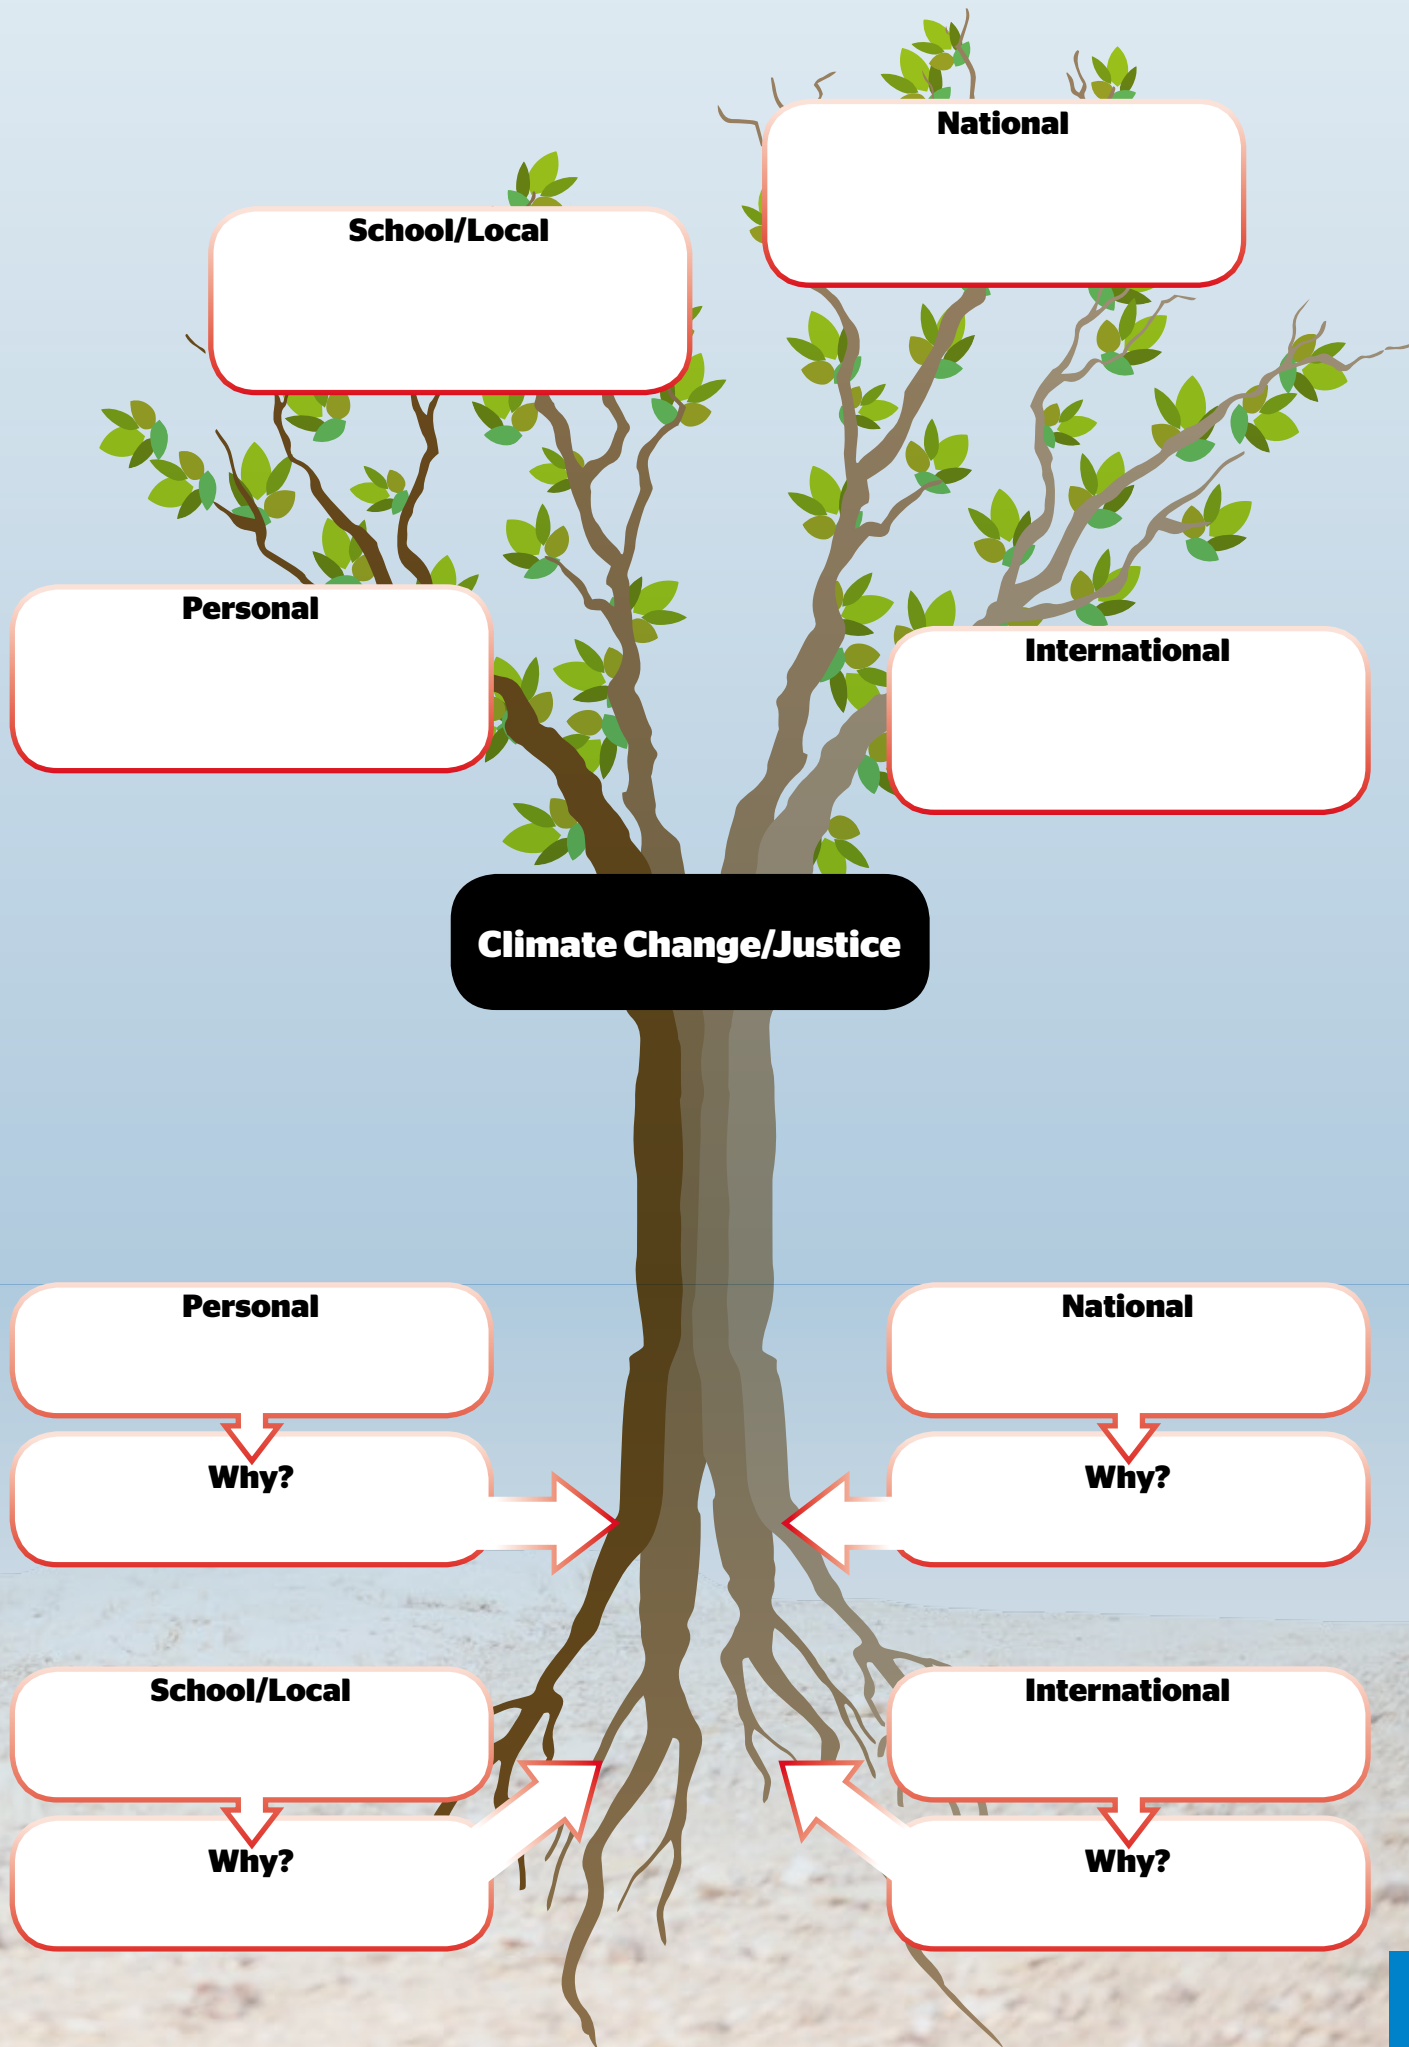 National
School/Local
Personal
International
Climate Change/Justice
Personal
National
Why?
Why?
School/Local
International
Why?
Why?